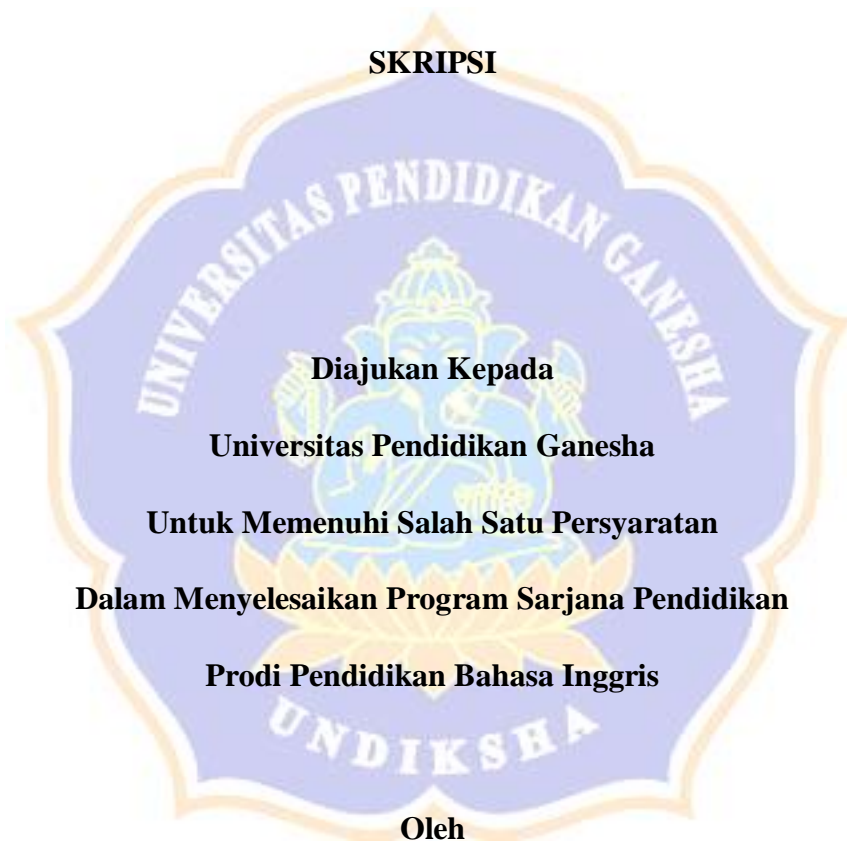 SKRIPSI
UNIVERSITAS PENDIDIKAN GANESHA
Diajukan Kepada
Universitas Pendidikan Ganesha
Untuk Memenuhi Salah Satu Persyaratan
Dalam Menyelesaikan Program Sarjana Pendidikan
Prodi Pendidikan Bahasa Inggris
UNDIKSHA
Oleh